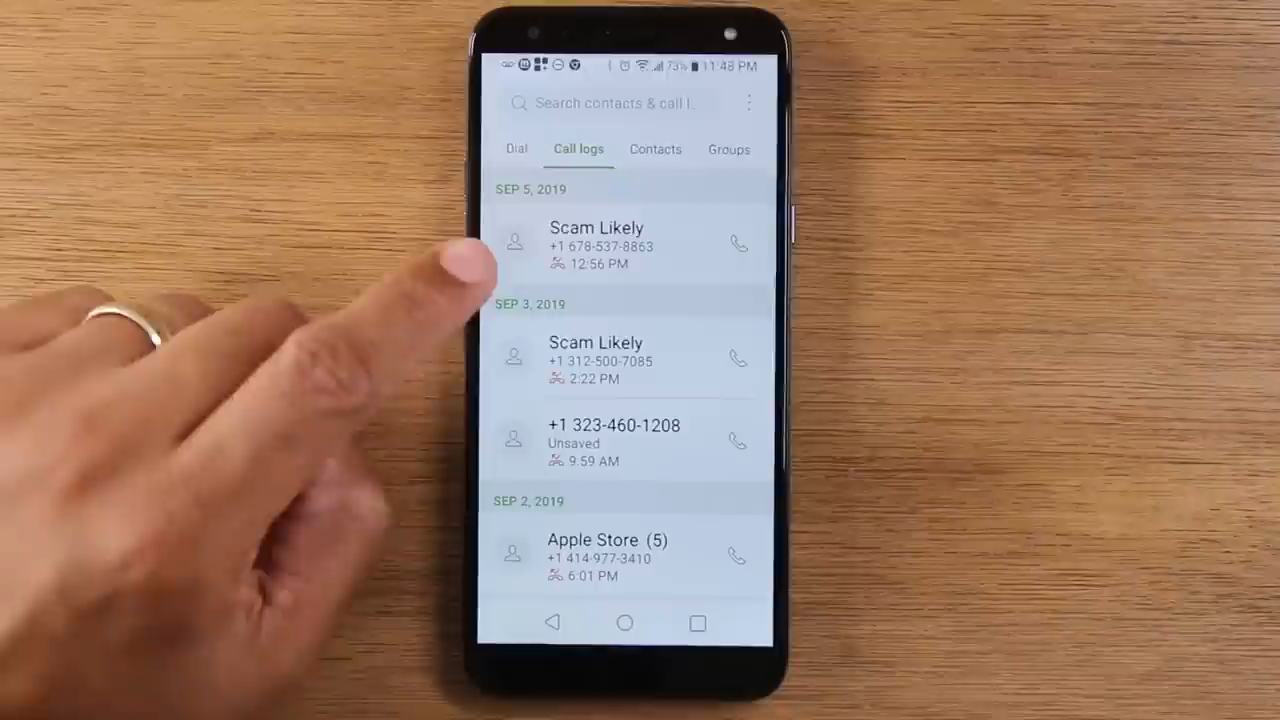 73% 11:48 PM
Search contacts & call l..
Dial Call logs Contacts Groups
SEP 5, 2019
Scam Likely
+1 678-537-8863
12:56 PM
SEP 3, 2019
Scam Likely
+1 312-500-7085
2:22 PM
+1 323-460-1208
Unsaved
9:59 AM
SEP 2, 2019
Apple Store (5)
+1 414-977-3410
6:01 PM